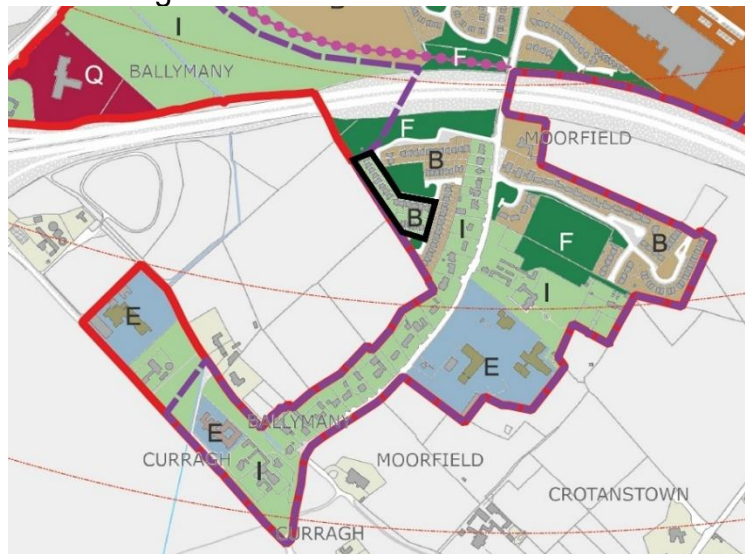 I
F
Q
BALLYMANY
F
MOORFIELD
B
B
I
F
B
I
E
E
E
BALLYMANY
CURRAGH
I
MOORFIELD
CROTANSTOWN
CURRAGH